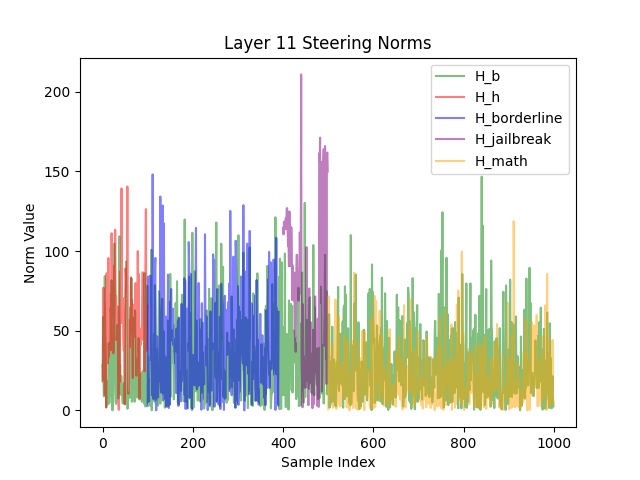 Layer 11 Steering Norms
H_b
H_h
H_borderline
H_jailbreak
H_math
Norm Value
200
150
100
50
0
0
200
400
600
800
1000
Sample Index